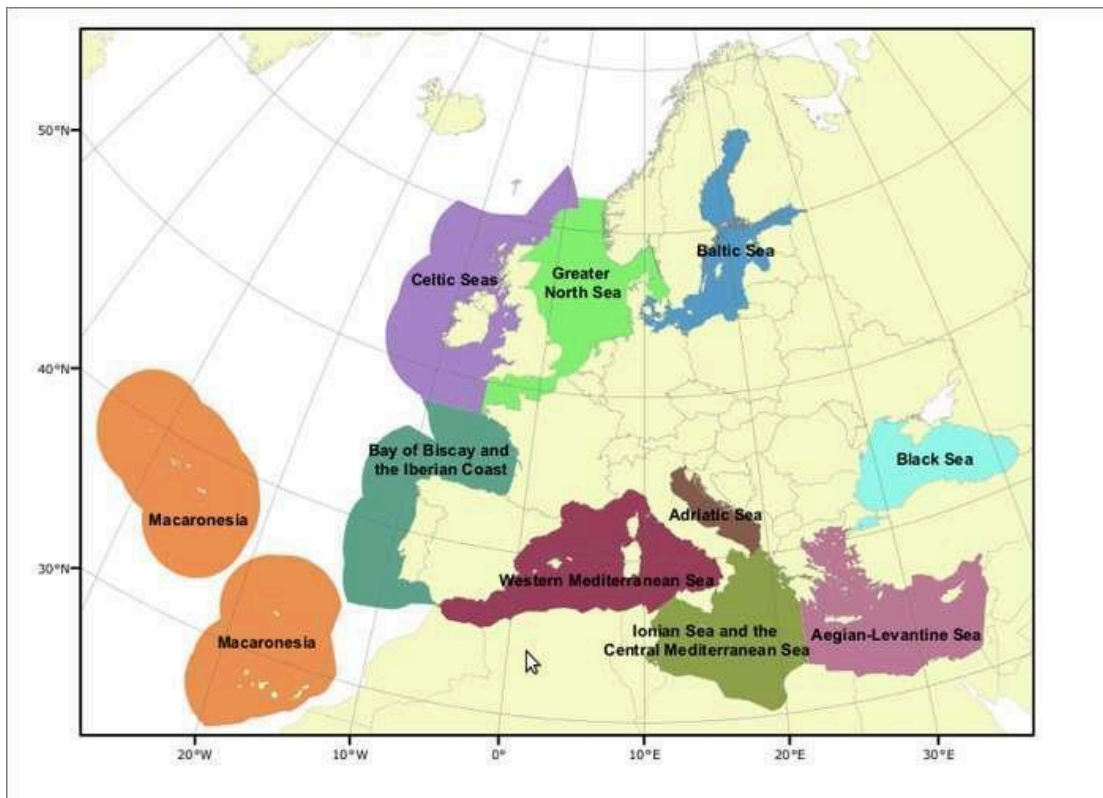 50°N
Baltic Sea
Celtic Seas
Greater
North Sea
40°N
Bay of Biscay and
the Iberian Coast
Black Sea
Macaronesia
Adriatic Sea
30°N
Western Mediterranean Sea
Ionian Sea and the
Central Mediterranean Sea
Aegian-Levantine Sea
Macaronesia
20°W
10°W
0°
10°E
20°E
30°E